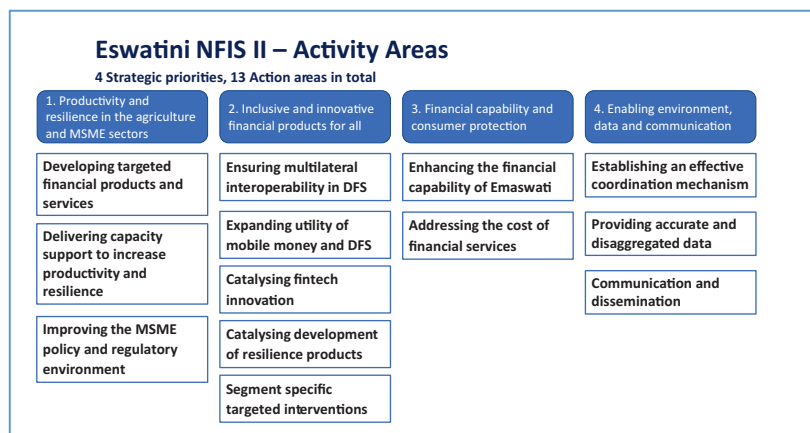 Eswatini NFIS II – Activity Areas
4 Strategic priorities, 13 Action areas in total
1. Productivity and
resilience in the agriculture
and MSME sectors
Developing targeted
financial products and
services
Delivering capacity
support to increase
productivity and
resilience
Improving the MSME
policy and regulatory
environment
2. Inclusive and innovative
financial products for all
Ensuring multilateral
interoperability in DFS
Expanding utility of
mobile money and DFS
Catalysing fintech
innovation
Catalysing development
of resilience products
Segment specific
targeted interventions
3. Financial capability and
consumer protection
Enhancing the financial
capability of Emaswati
Addressing the cost of
financial services
4. Enabling environment,
data and communication
Establishing an effective
coordination mechanism
Providing accurate and
disaggregated data
Communication and
dissemination